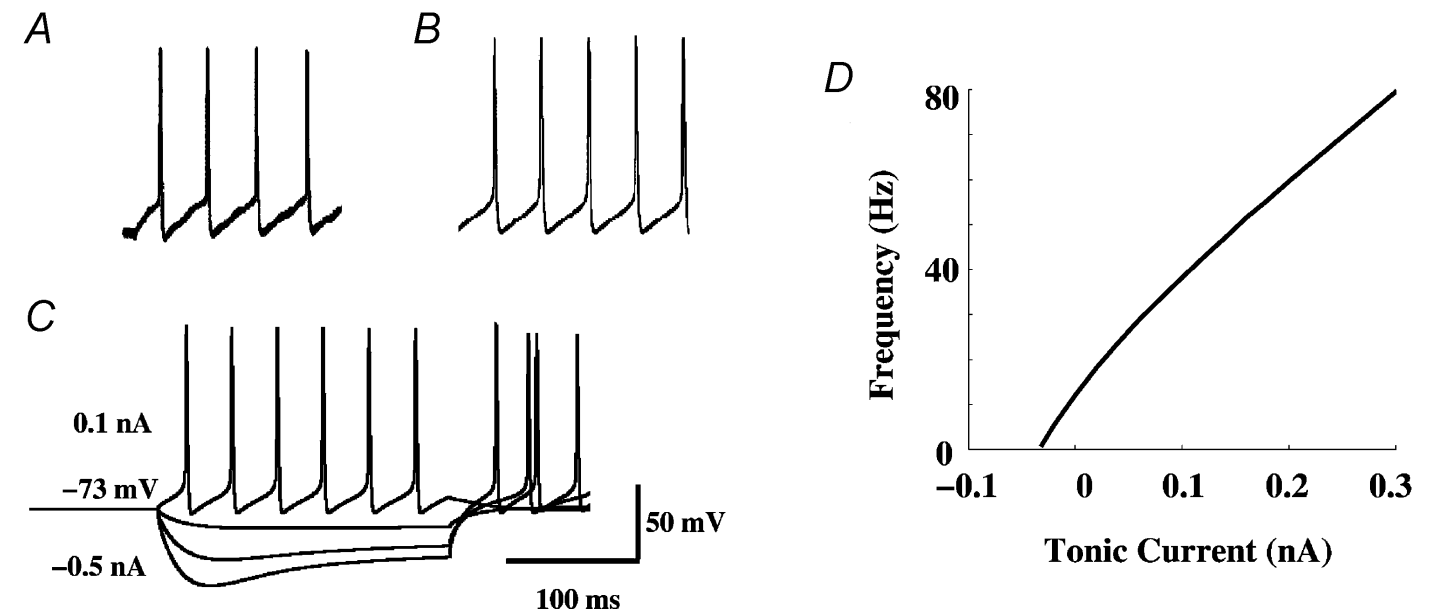 A
B
C
0.1 nA
−73 mV
−0.5 nA
50 mV
100 ms
D
Frequency (Hz)
80
40
0
−0.1
0
0.1
0.2
0.3
Tonic Current (nA)